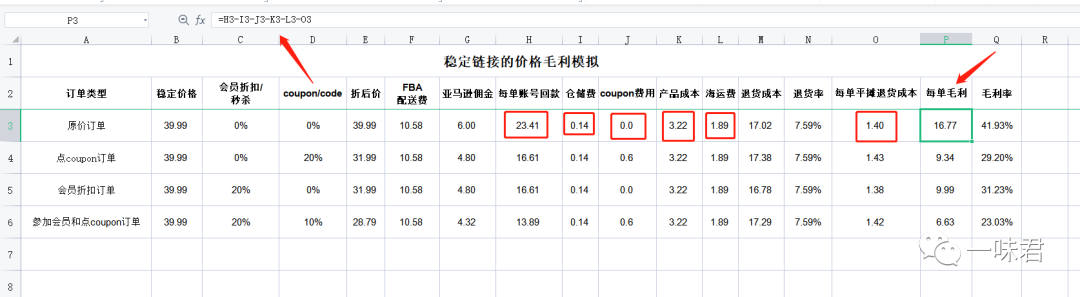 P3 fx =H3-I3-J3-K3-L3-O3
A B C D E F G H I J K L M N O P Q R S
1 稳定链接的价格毛利模拟
2 订单类型 稳定价格 会员折扣/秒杀 coupon/code 折后价 FBA配送费 亚马逊佣金 每单账号回款 仓储费 coupon费用 产品成本 海运费 退货成本 退货率 每单平摊退货成本 每单毛利 毛利率
3 原价订单 39.99 0% 0% 39.99 10.58 6.00 23.41 0.14 0.0 3.22 1.89 17.02 7.59% 1.40 16.77 41.93%
4 点coupon订单 39.99 0% 20% 31.99 10.58 4.80 16.61 0.14 0.6 3.22 1.89 17.38 7.59% 1.43 9.34 29.20%
5 会员折扣订单 39.99 20% 0% 31.99 10.58 4.80 16.61 0.14 0.0 3.22 1.89 16.78 7.59% 1.38 9.99 31.23%
6 参加会员和点coupon订单 39.99 20% 10% 28.79 10.58 4.32 13.89 0.14 0.6 3.22 1.89 17.29 7.59% 1.42 6.63 23.03%
7
8
一味君